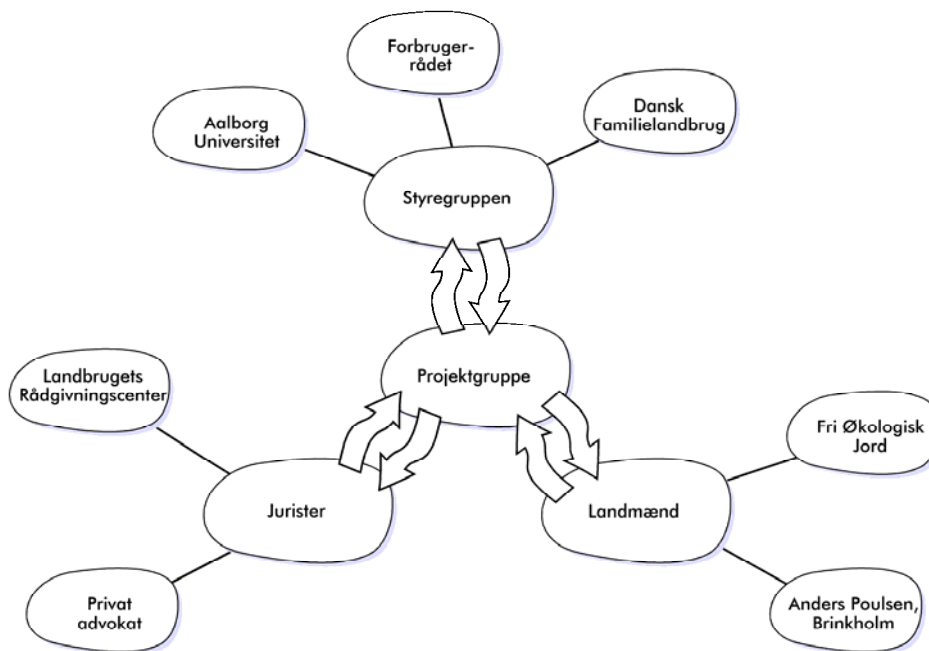 Forbruger-
rådet
Aalborg
Universitet
Dansk
Familielandbrug
Styregruppen
Projektgruppe
Landbrugets
Rådgivningscenter
Fri Økologisk
Jord
Jurister
Landmænd
Privat
advokat
Anders Poulsen,
Brinkholm